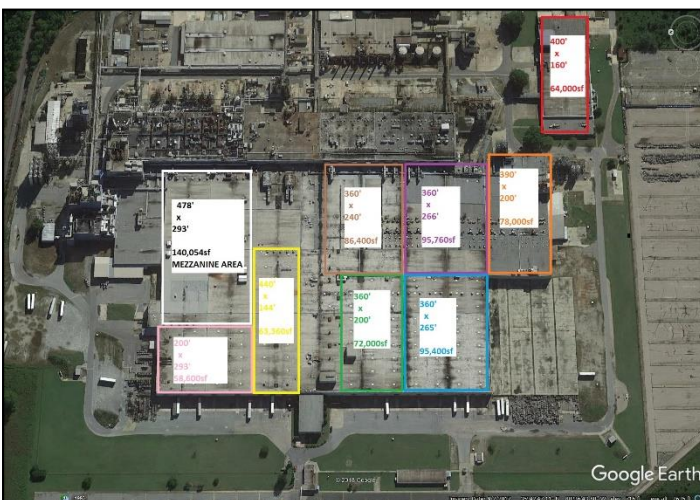 400'
x
160'
64,000sf
478'
x
293'
140,054sf
MEZZANINE AREA
360'
x
240'
86,400sf
360'
x
266'
95,760sf
390'
x
200'
78,000sf
440'
x
144'
63,360sf
360'
x
200'
72,000sf
360'
x
265'
95,400sf
200'
x
293'
58,600sf
Google Earth